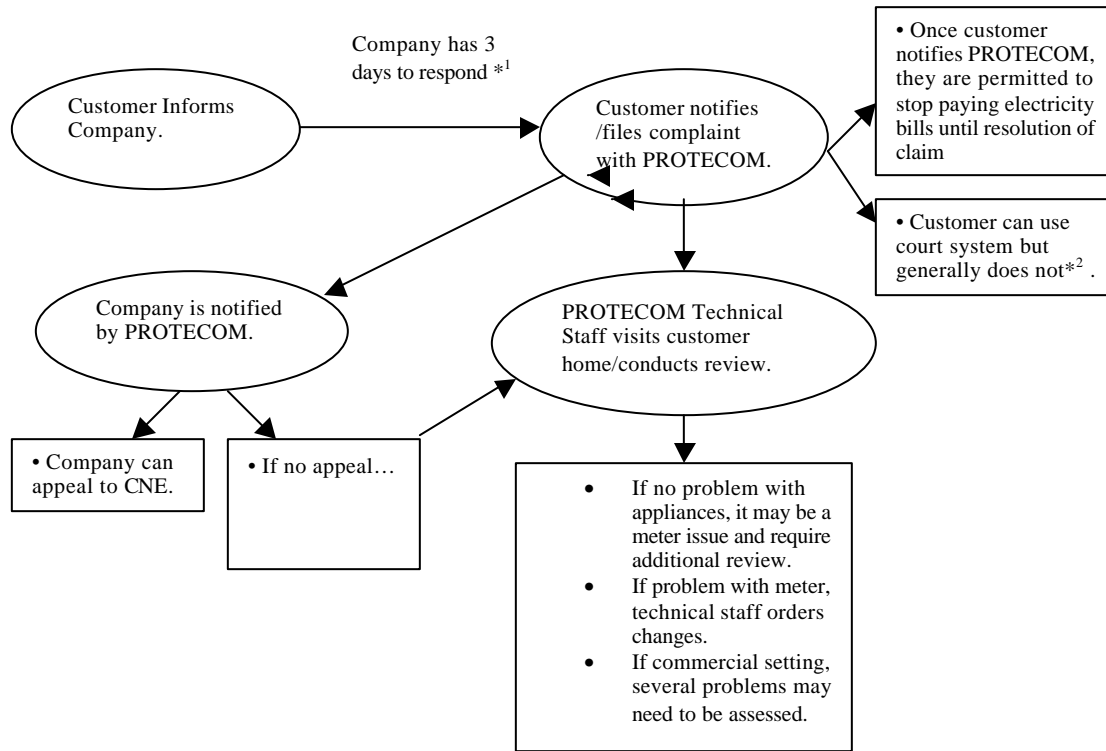 Company has 3
days to respond *1
Customer Informs
Company.
Customer notifies
/files complaint
with PROTECOM.
• Once customer
notifies PROTECOM,
they are permitted to
stop paying electricity
bills until resolution of
claim
• Customer can use
court system but
generally does not*2 .
Company is notified
by PROTECOM.
PROTECOM Technical
Staff visits customer
home/conducts review.
• Company can
appeal to CNE.
• If no appeal…
• If no problem with
appliances, it may be a
meter issue and require
additional review.
• If problem with meter,
technical staff orders
changes.
• If commercial setting,
several problems may
need to be assessed.